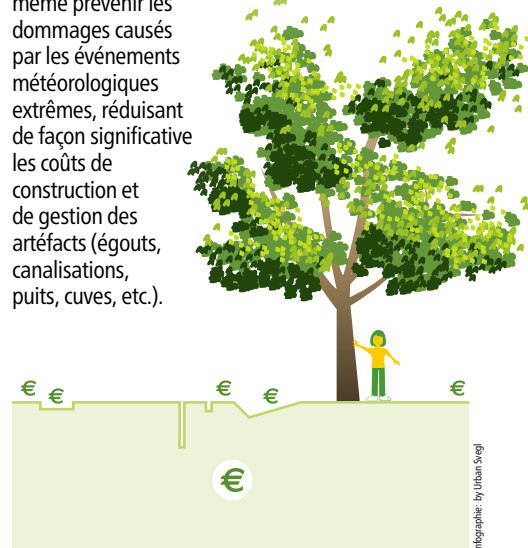 même prévenir les
dommages causés
par les événements
météorologiques
extrêmes, réduisant
de façon significative
les coûts de
construction et
de gestion des
artéfacts (égouts,
canalisations,
puits, cuves, etc.).
€ € € € €
€
Infographie: by Urban Svegl